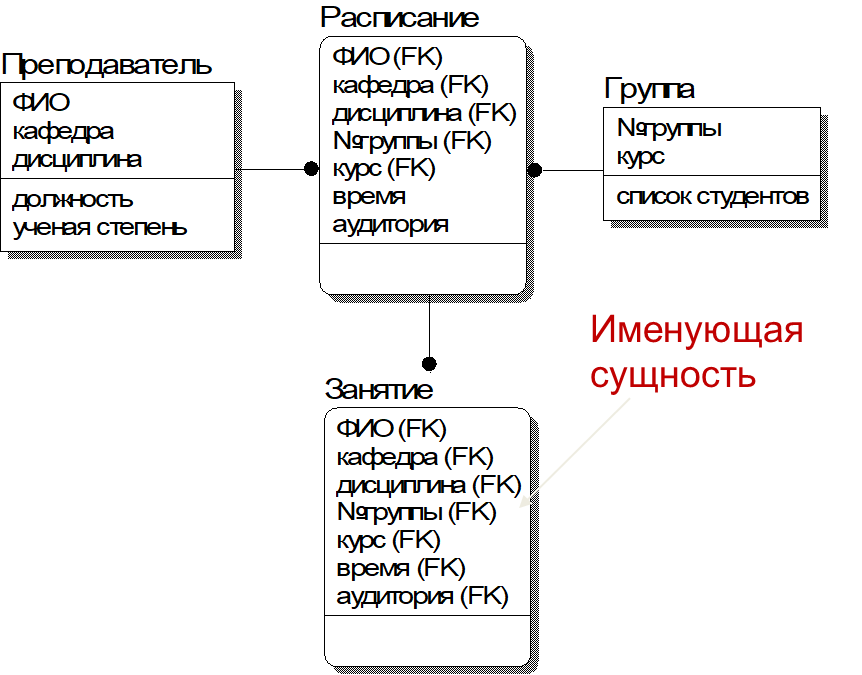 Расписание
ФИО (FK)
кафедра (FK)
дисциплина (FK)
№группы (FK)
курс (FK)
время
аудитория
Преподаватель
ФИО
кафедра
дисциплина
должность
ученая степень
Группа
№группы
курс
список студентов
Именующая
сущность
Занятие
ФИО (FK)
кафедра (FK)
дисциплина (FK)
№группы (FK)
курс (FK)
время (FK)
аудитория (FK)